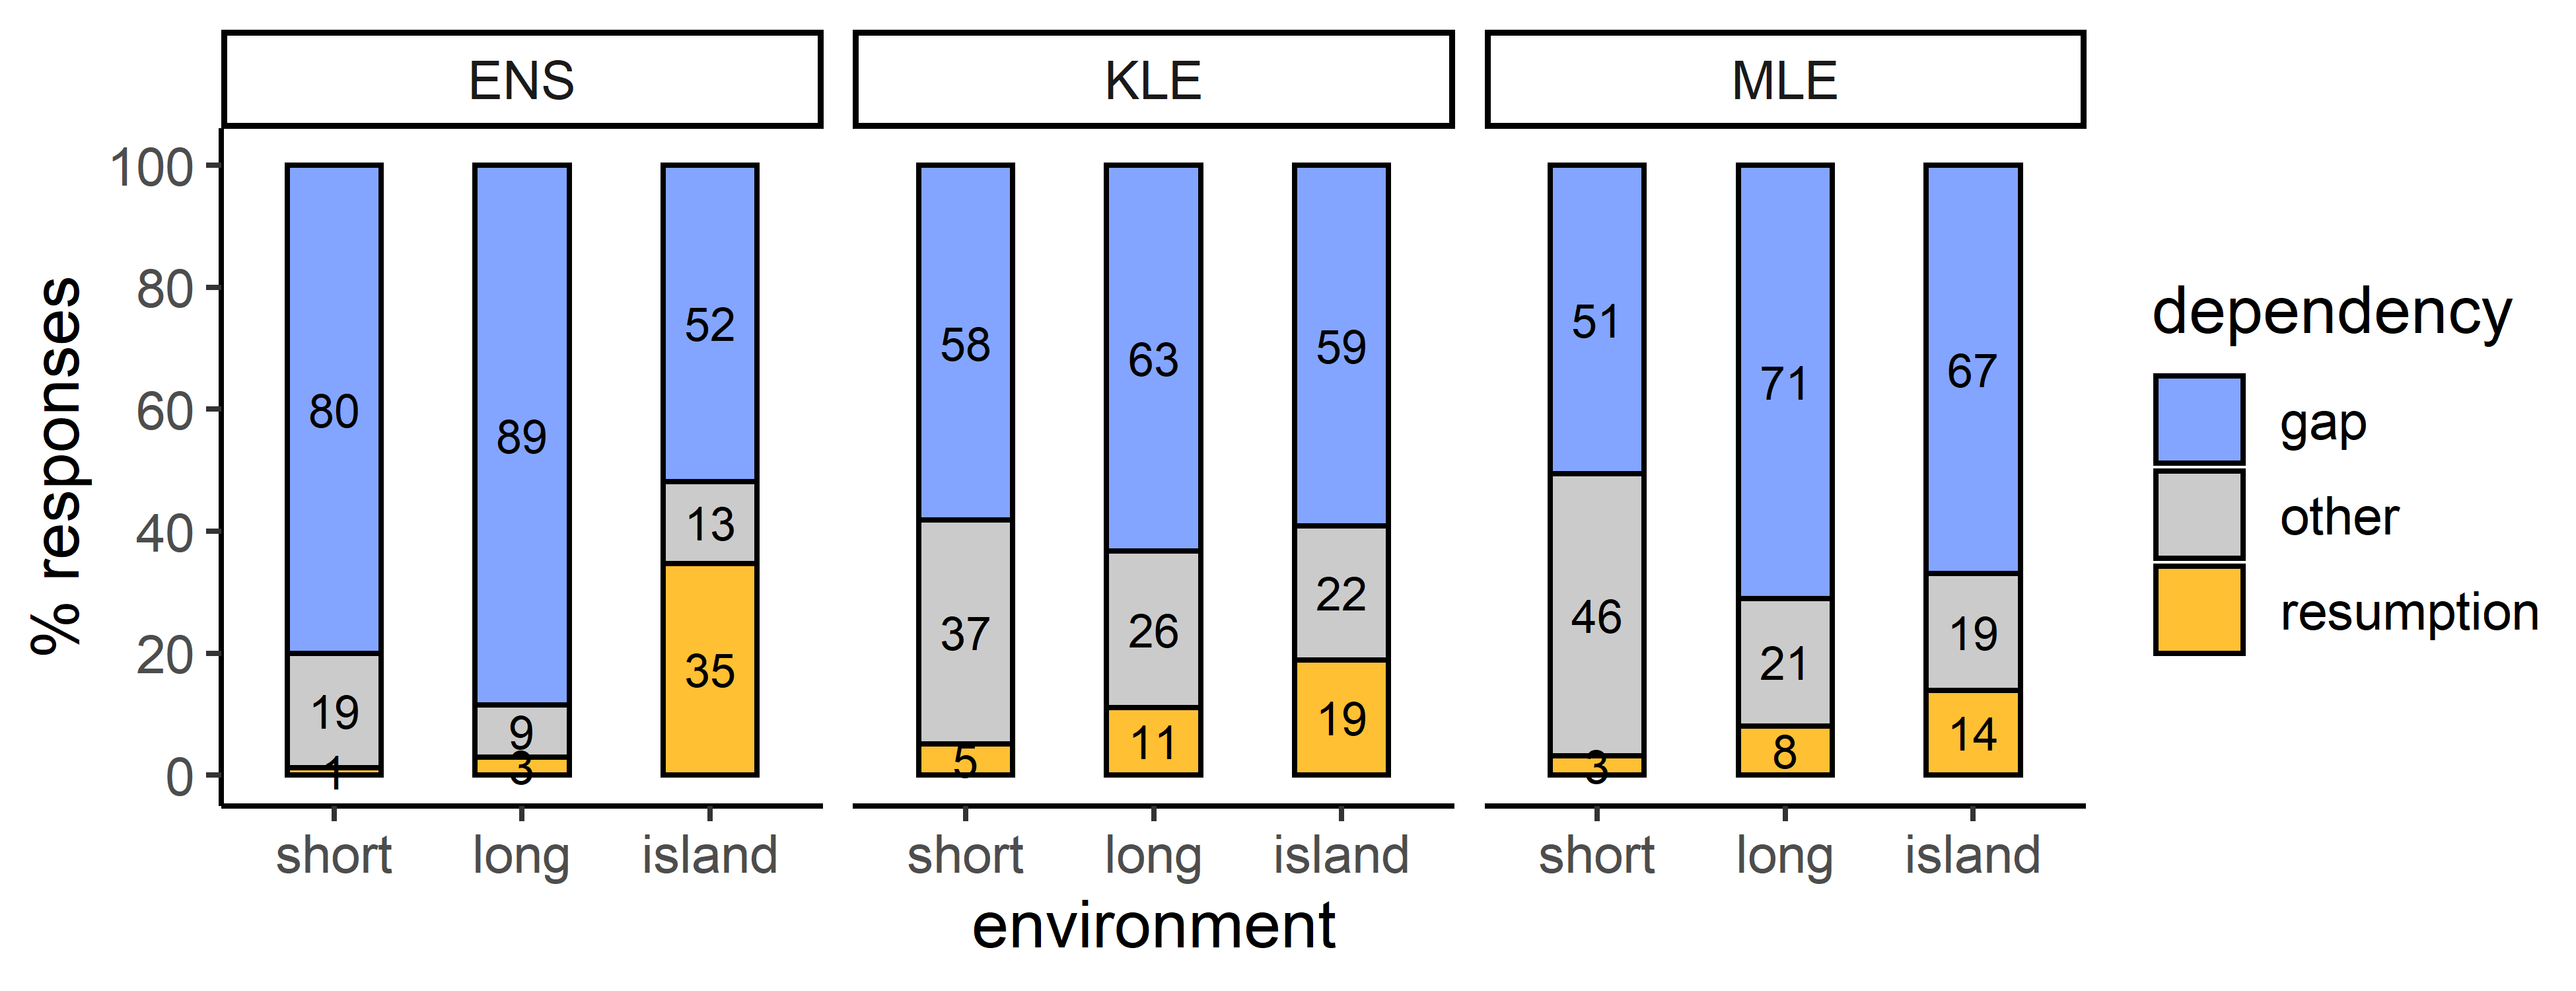 ENS KLE MLE
100
80
60
40
20
0
% responses
80 89 52 58 63 59 51 71 67
19 9 13 37 26 22 46 21 19
1 3 35 5 11 19 3 8 14
short long island short long island short long island
environment
dependency
gap
other
resumption